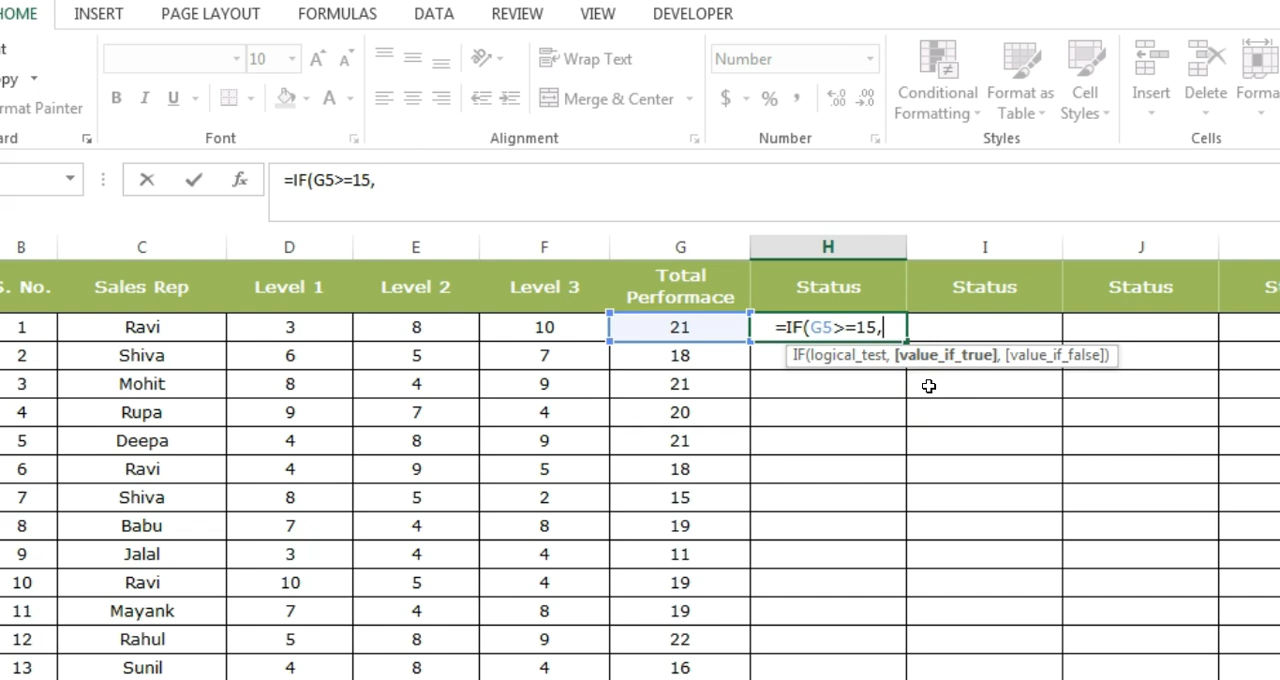 HOME INSERT PAGE LAYOUT FORMULAS DATA REVIEW VIEW DEVELOPER
10 A A Wrap Text Number Conditional Formatting Format as Table Cell Styles Insert Delete
B I U A Merge & Center $ % , .0 .00
Format Painter
Font Alignment Number Styles Cells
fx =IF(G5>=15,
B C D E F G H I J
S. No. Sales Rep Level 1 Level 2 Level 3 Total Performace Status Status Status
1 Ravi 3 8 10 21 =IF(G5>=15,
2 Shiva 6 5 7 18 IF(logical_test, [value_if_true], [value_if_false])
3 Mohit 8 4 9 21
4 Rupa 9 7 4 20
5 Deepa 4 8 9 21
6 Ravi 4 9 5 18
7 Shiva 8 5 2 15
8 Babu 7 4 8 19
9 Jalal 3 4 4 11
10 Ravi 10 5 4 19
11 Mayank 7 4 8 19
12 Rahul 5 8 9 22
13 Sunil 4 8 4 16